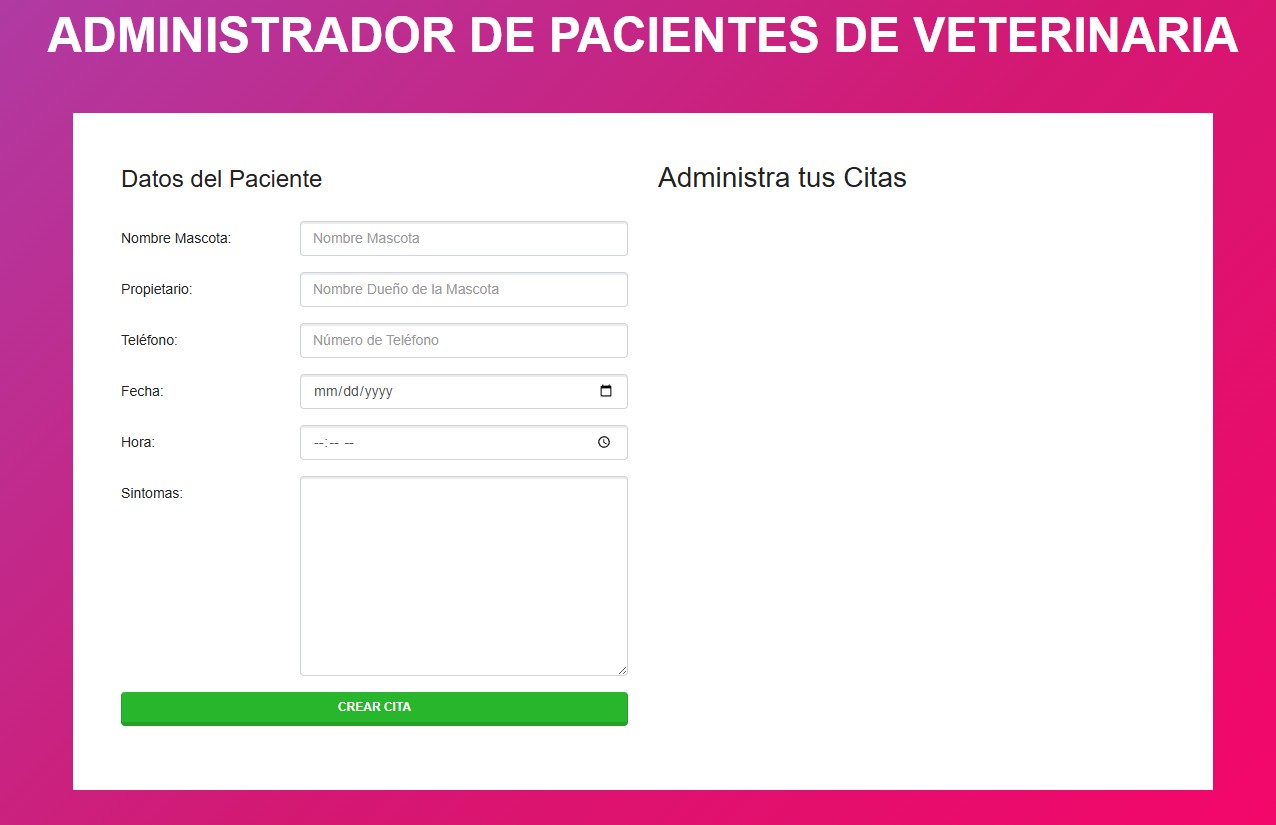 ADMINISTRADOR DE PACIENTES DE VETERINARIA
Datos del Paciente
Nombre Mascota:
Nombre Mascota
Propietario:
Nombre Dueño de la Mascota
Teléfono:
Número de Teléfono
Fecha:
mm/dd/yyyy
Hora:
--:-- --
Sintomas:
CREAR CITA
Administra tus Citas